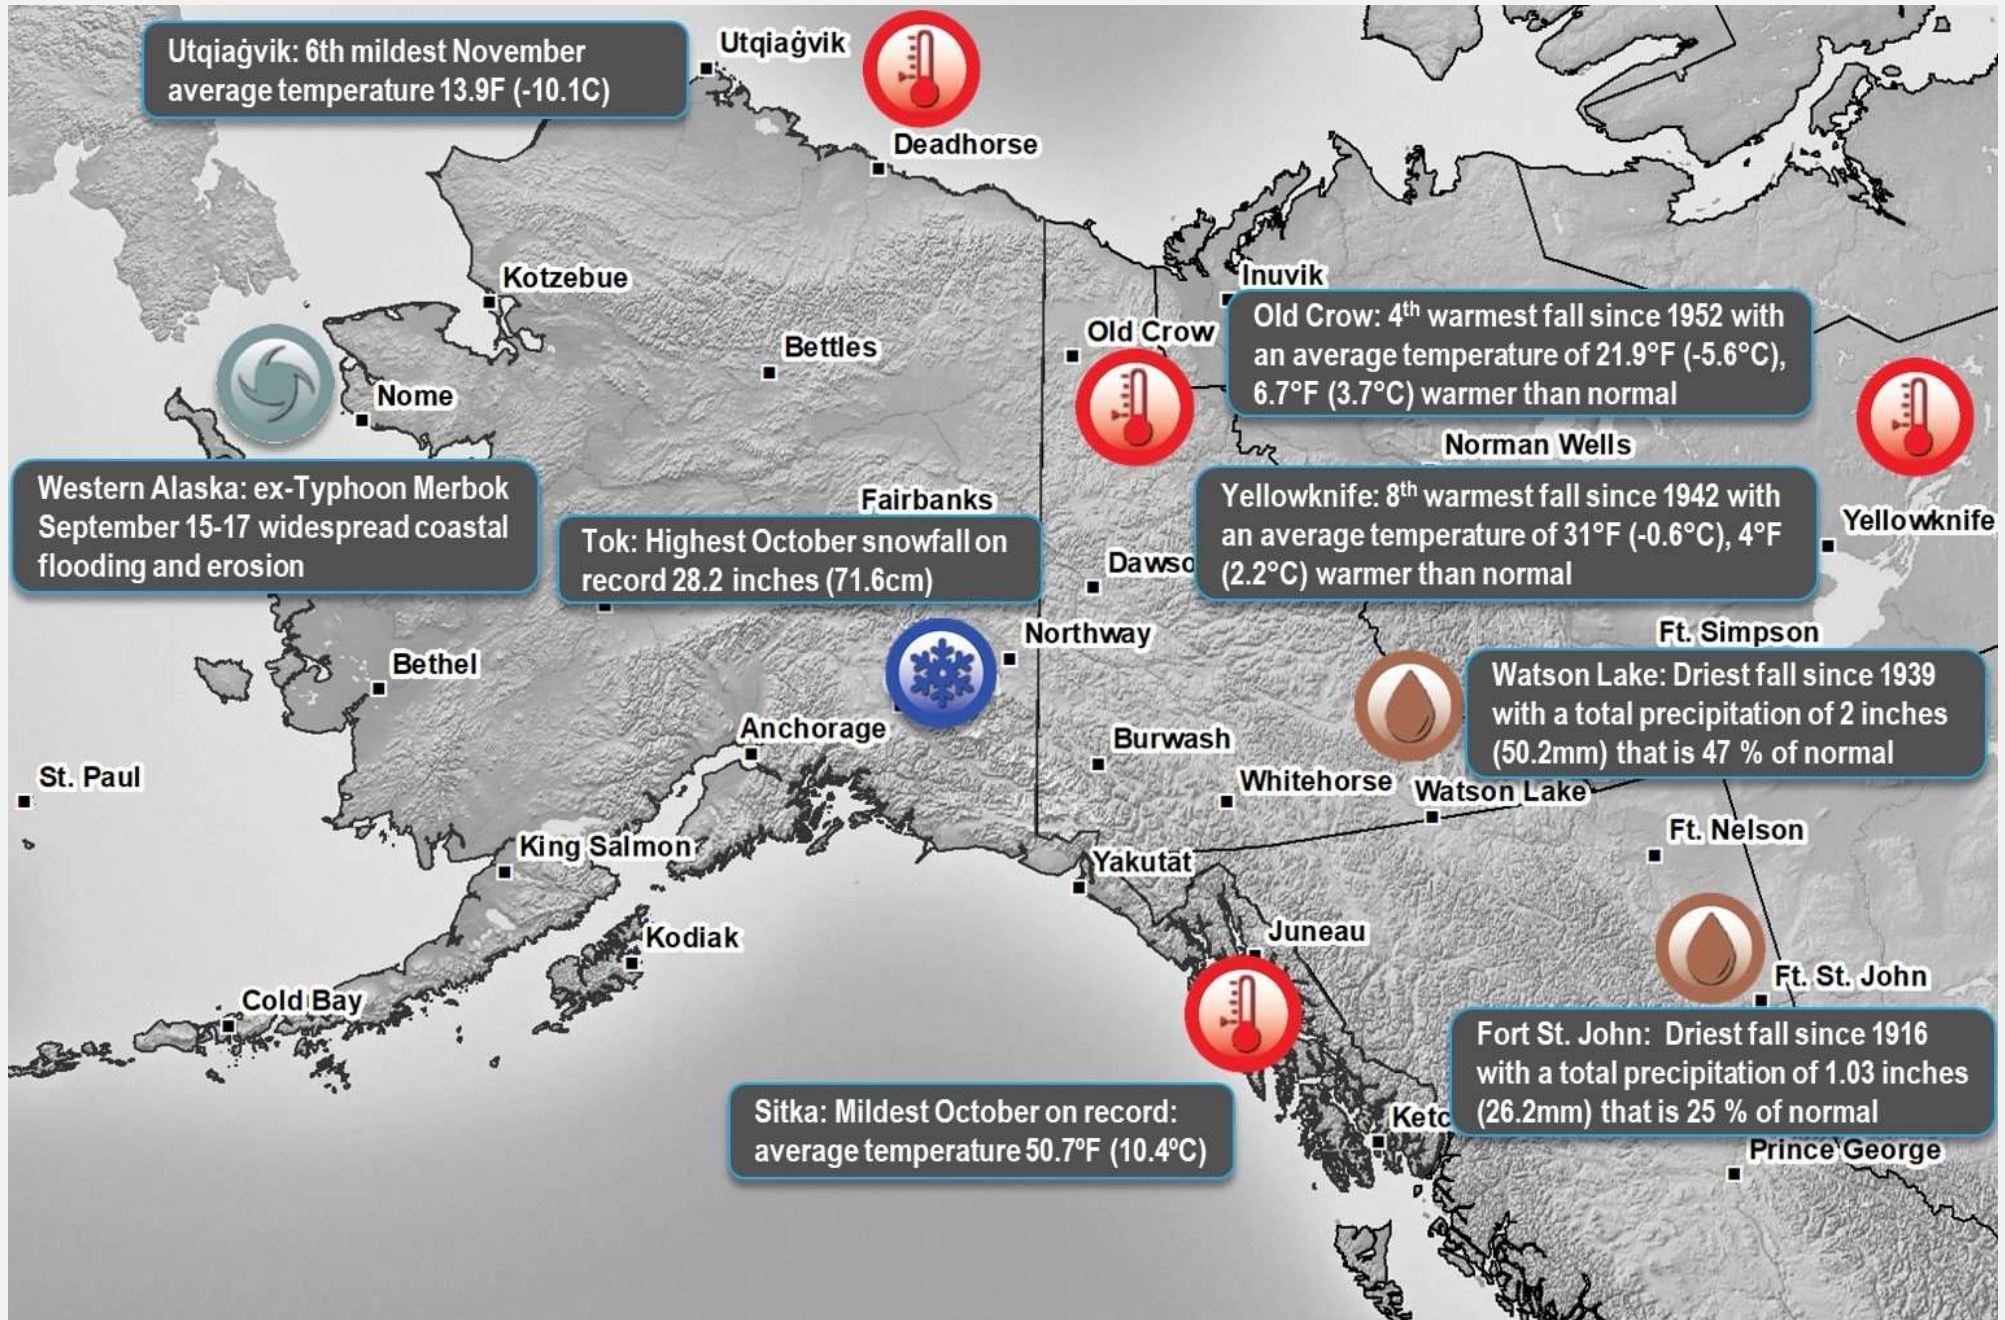 Utqiaġvik: 6th mildest November
average temperature 13.9F (-10.1C)
Utqiaġvik
Deadhorse
Kotzebue
Inuvik
Old Crow: 4th warmest fall since 1952 with
an average temperature of 21.9°F (-5.6°C),
6.7°F (3.7°C) warmer than normal
Old Crow
Bettles
Nome
Norman Wells
Western Alaska: ex-Typhoon Merbok
September 15-17 widespread coastal
flooding and erosion
Fairbanks
Yellowknife: 8th warmest fall since 1942 with
an average temperature of 31°F (-0.6°C), 4°F
(2.2°C) warmer than normal
Yellowknife
Tok: Highest October snowfall on
record 28.2 inches (71.6cm)
Dawso
Northway
Ft. Simpson
Bethel
Watson Lake: Driest fall since 1939
with a total precipitation of 2 inches
(50.2mm) that is 47 % of normal
Anchorage
Burwash
St. Paul
Whitehorse
Watson Lake
Ft. Nelson
King Salmon
Yakutat
Juneau
Kodiak
Ft. St. John
Cold Bay
Fort St. John: Driest fall since 1916
with a total precipitation of 1.03 inches
(26.2mm) that is 25 % of normal
Sitka: Mildest October on record:
average temperature 50.7ºF (10.4ºC)
Ketc
Prince George